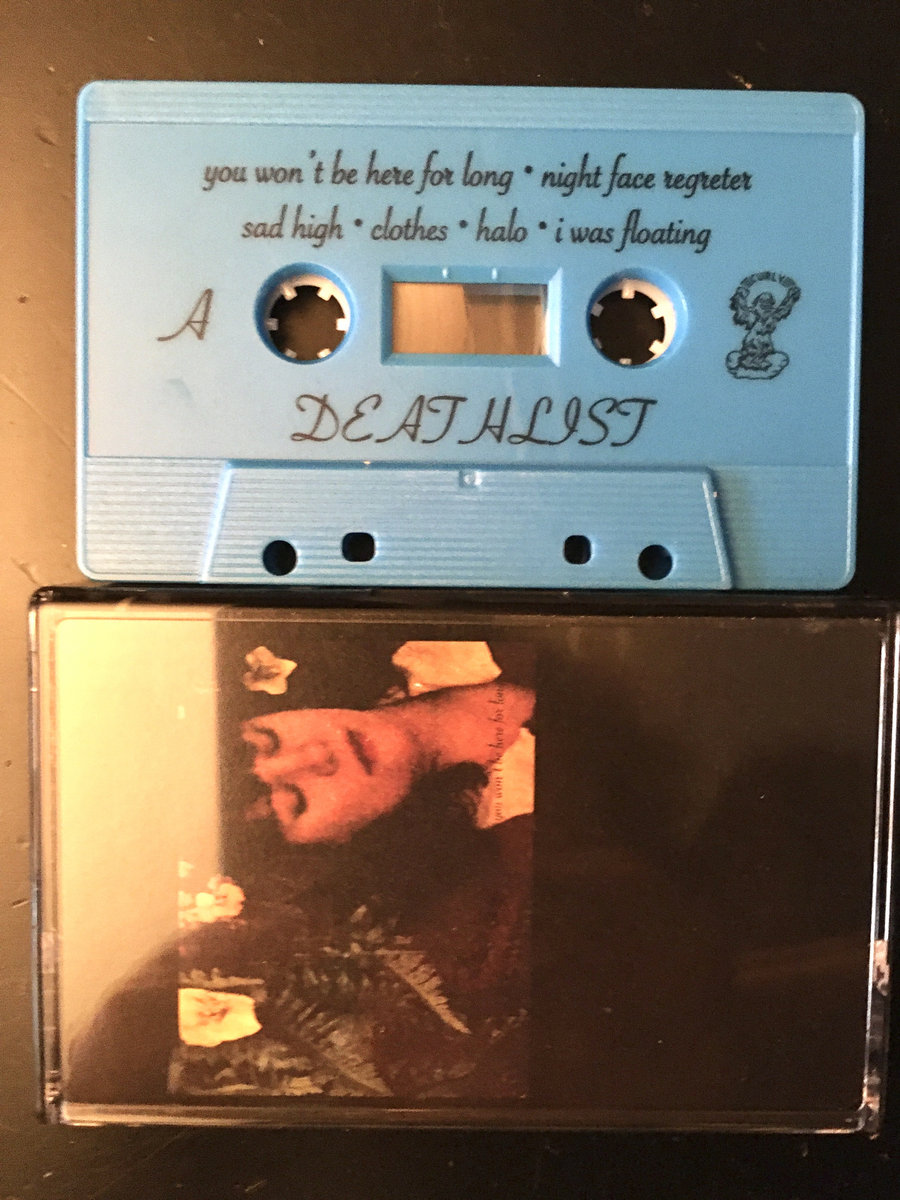 you won't be here for long • night face regreter
sad high • clothes • halo • i was floating
A
DEATHLIST
you won't be here for long